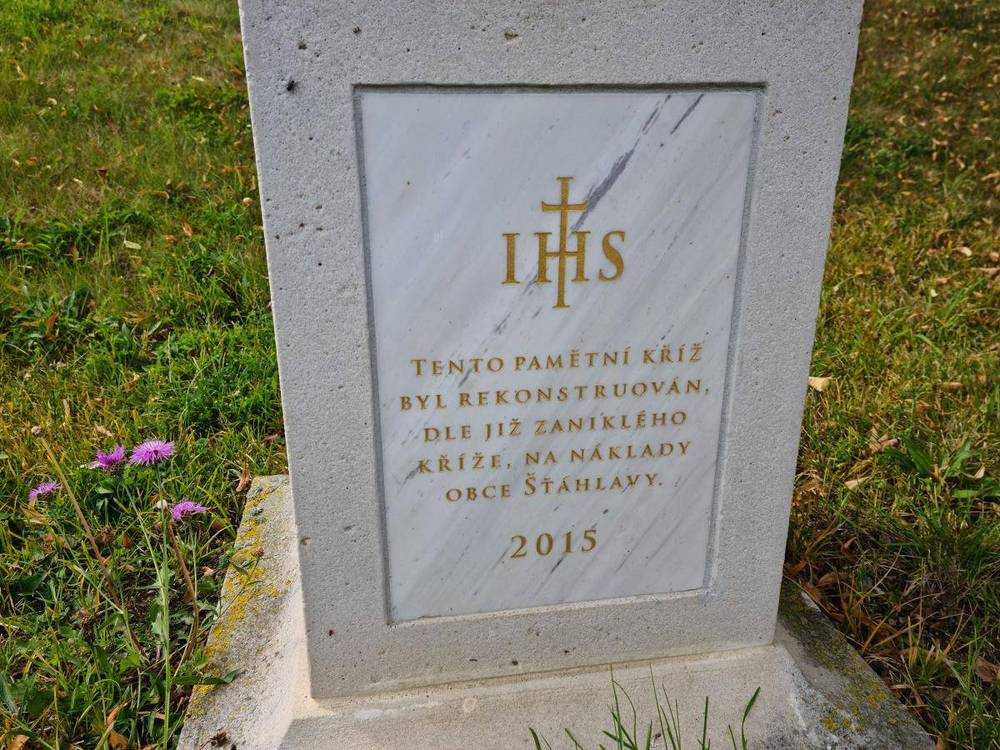 IHS
TENTO PAMĚTNÍ KŘÍŽ
BYL REKONSTRUOVÁN,
DLE JIŽ ZANIKLÉHO
KŘÍŽE, NA NÁKLADY
OBCE ŠŤÁHLAVY.
2015